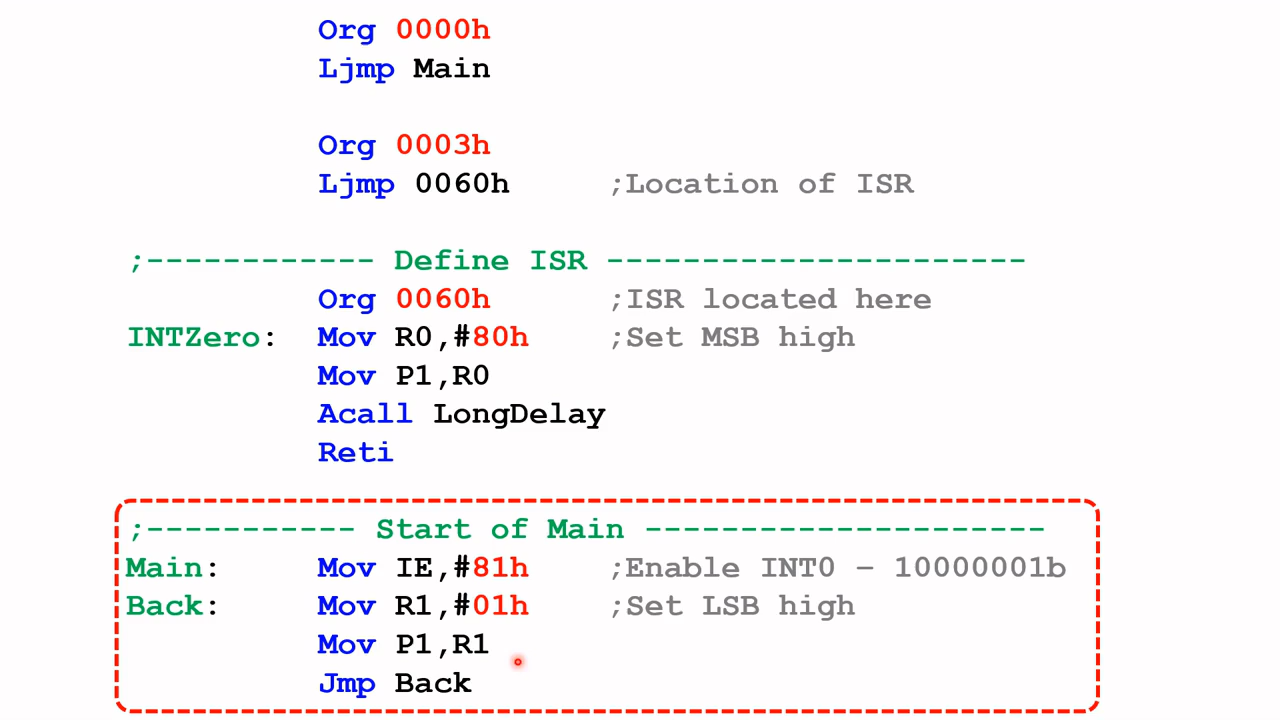 Org 0000h
Ljmp Main
Org 0003h
Ljmp 0060h ;Location of ISR
;------------ Define ISR ----------------------
Org 0060h ;ISR located here
INTZero: Mov R0,#80h ;Set MSB high
Mov P1,R0
Acall LongDelay
Reti
;----------- Start of Main ---------------------
Main: Mov IE,#81h ;Enable INT0 – 10000001b
Back: Mov R1,#01h ;Set LSB high
Mov P1,R1
Jmp Back